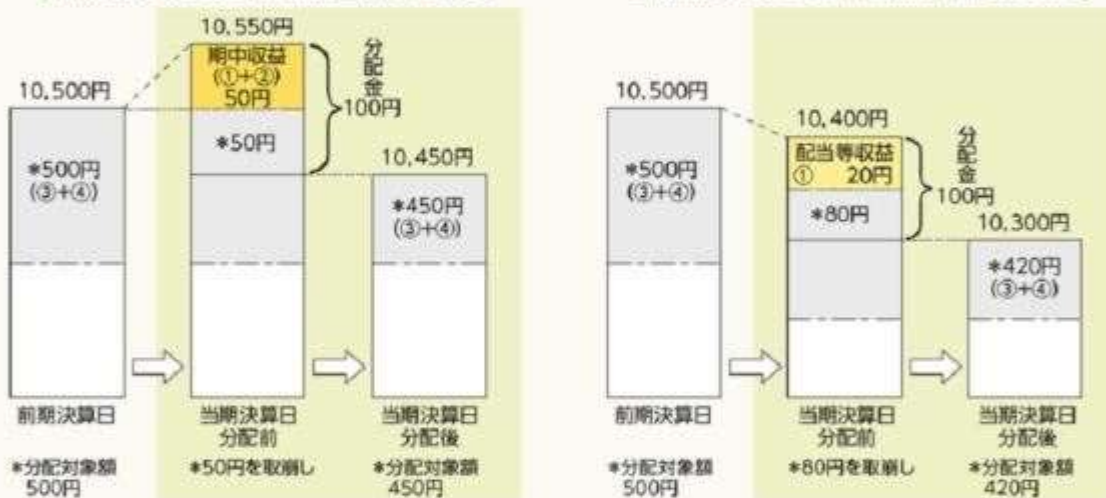 10,500円
*500円
(③+④)
前期決算日
*分配対象額
500円
10,550円
期中収益
(①+②)
50円
*50円
分配金
100円
当期決算日
分配前
*50円を取崩し
10,450円
*450円
(③+④)
当期決算日
分配後
*分配対象額
450円
10,500円
*500円
(③+④)
前期決算日
*分配対象額
500円
10,400円
配当等収益
① 20円
*80円
分配金
100円
当期決算日
分配前
*80円を取崩し
10,300円
*420円
(③+④)
当期決算日
分配後
*分配対象額
420円